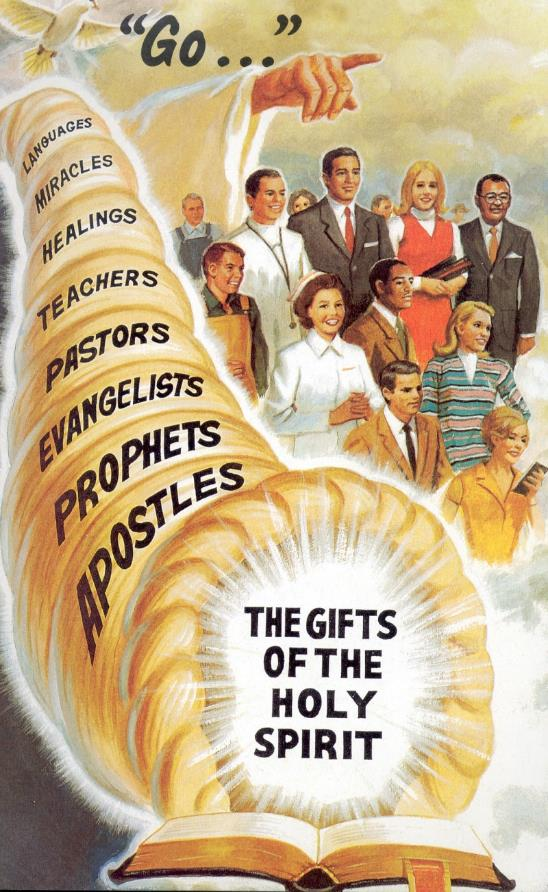 “Go...”
LANGUAGES
MIRACLES
HEALINGS
TEACHERS
PASTORS
EVANGELISTS
PROPHETS
APOSTLES
THE GIFTS
OF THE
HOLY
SPIRIT